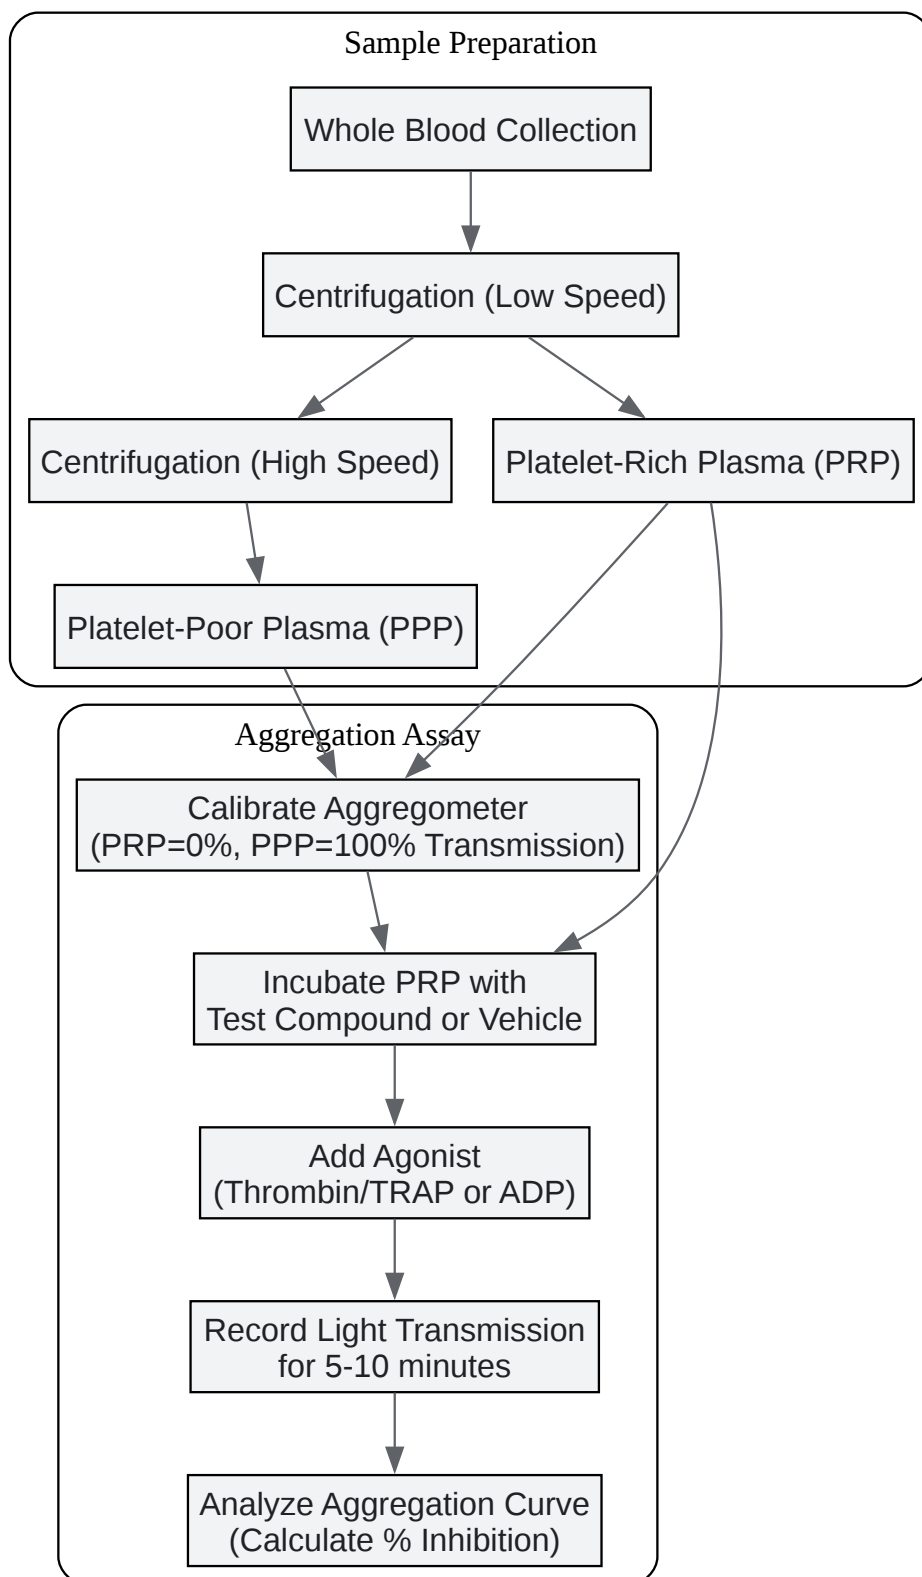 Sample Preparation
Whole Blood Collection
Centrifugation (Low Speed)
Centrifugation (High Speed)
Platelet-Rich Plasma (PRP)
Platelet-Poor Plasma (PPP)
Aggregation Assay
Calibrate Aggregometer
(PRP=0%, PPP=100% Transmission)
Incubate PRP with
Test Compound or Vehicle
Add Agonist
(Thrombin/TRAP or ADP)
Record Light Transmission
for 5-10 minutes
Analyze Aggregation Curve
(Calculate % Inhibition)